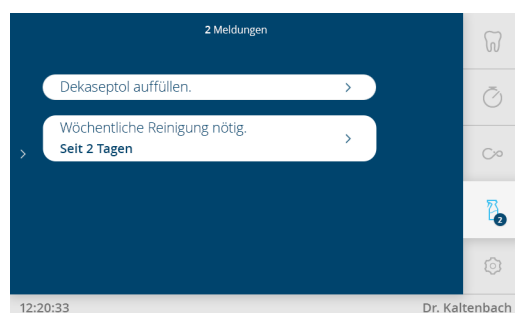 2 Meldungen
Dekaseptol auffüllen.
Wöchentliche Reinigung nötig.
Seit 2 Tagen
2
12:20:33
Dr. Kaltenbach